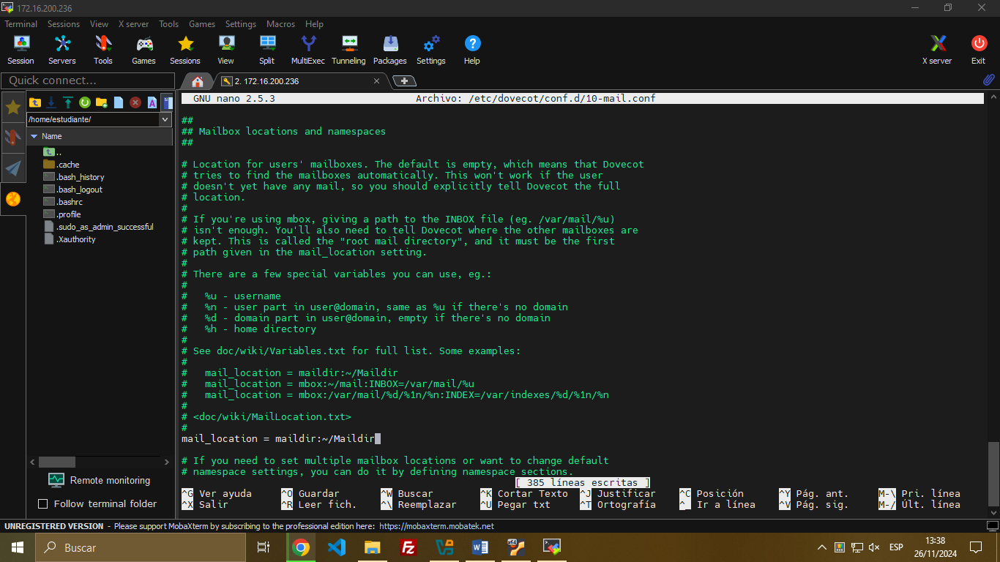 172.16.200.236
Terminal Sessions View X server Tools Games Settings Macros Help
Session Servers Tools Games Sessions View Split MultiExec Tunneling Packages Settings Help X server Exit
Quick connect...
2. 172.16.200.236
/home/estudiante/
Name
..
.cache
.bash_history
.bash_logout
.bashrc
.profile
.sudo_as_admin_successful
.Xauthority
Remote monitoring
Follow terminal folder
GNU nano 2.5.3 Archivo: /etc/dovecot/conf.d/10-mail.conf
##
## Mailbox locations and namespaces
##
# Location for users' mailboxes. The default is empty, which means that Dovecot
# tries to find the mailboxes automatically. This won't work if the user
# doesn't yet have any mail, so you should explicitly tell Dovecot the full
# location.
#
# If you're using mbox, giving a path to the INBOX file (eg. /var/mail/%u)
# isn't enough. You'll also need to tell Dovecot where the other mailboxes are
# kept. This is called the "root mail directory", and it must be the first
# path given in the mail_location setting.
#
# There are a few special variables you can use, eg.:
#
#   %u - username
#   %n - user part in user@domain, same as %u if there's no domain
#   %d - domain part in user@domain, empty if there's no domain
#   %h - home directory
#
# See doc/wiki/Variables.txt for full list. Some examples:
#
#   mail_location = maildir:~/Maildir
#   mail_location = mbox:~/mail:INBOX=/var/mail/%u
#   mail_location = mbox:/var/mail/%d/%1n/%n:INDEX=/var/indexes/%d/%1n/%n
#
# <doc/wiki/MailLocation.txt>
#
mail_location = maildir:~/Maildir
# If you need to set multiple mailbox locations or want to change default
# namespace settings, you can do it by defining namespace sections.
[ 385 líneas escritas ]
^G Ver ayuda ^O Guardar ^W Buscar ^K Cortar Texto ^J Justificar ^C Posición ^Y Pág. ant. M-\ Pri. línea
^X Salir ^R Leer fich. ^\ Reemplazar ^U Pegar txt ^T Ortografía ^_ Ir a línea ^V Pág. sig. M-/ Últ. línea
UNREGISTERED VERSION - Please support MobaXterm by subscribing to the professional edition here: https://mobaxterm.mobatek.net
Buscar
ESP
13:38
26/11/2024